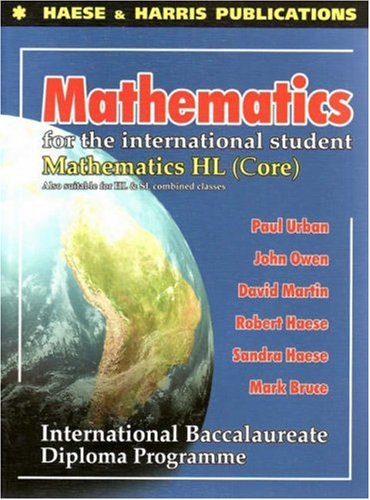 * HAESE & HARRIS PUBLICATIONS
Mathematics
for the international student
Mathematics HL (Core)
Also suitable for HL & SL combined classes
Paul Urban
John Owen
David Martin
Robert Haese
Sandra Haese
Mark Bruce
International Baccalaureate
Diploma Programme